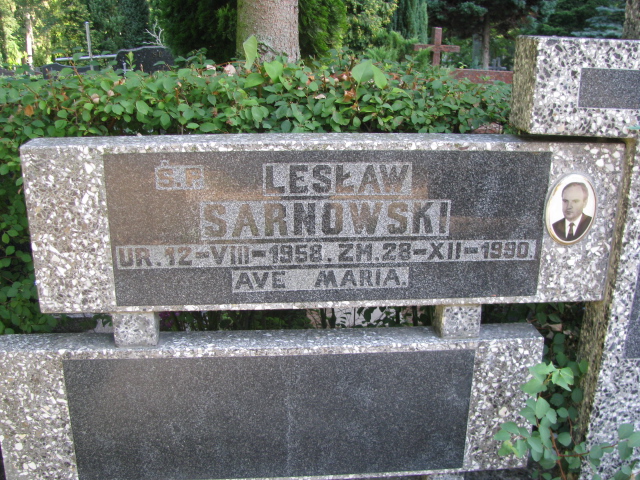 Ś.P. LESŁAW
SARNOWSKI
UR. 12-VIII-1958. ZM. 28-XII-1990.
AVE MARIA.